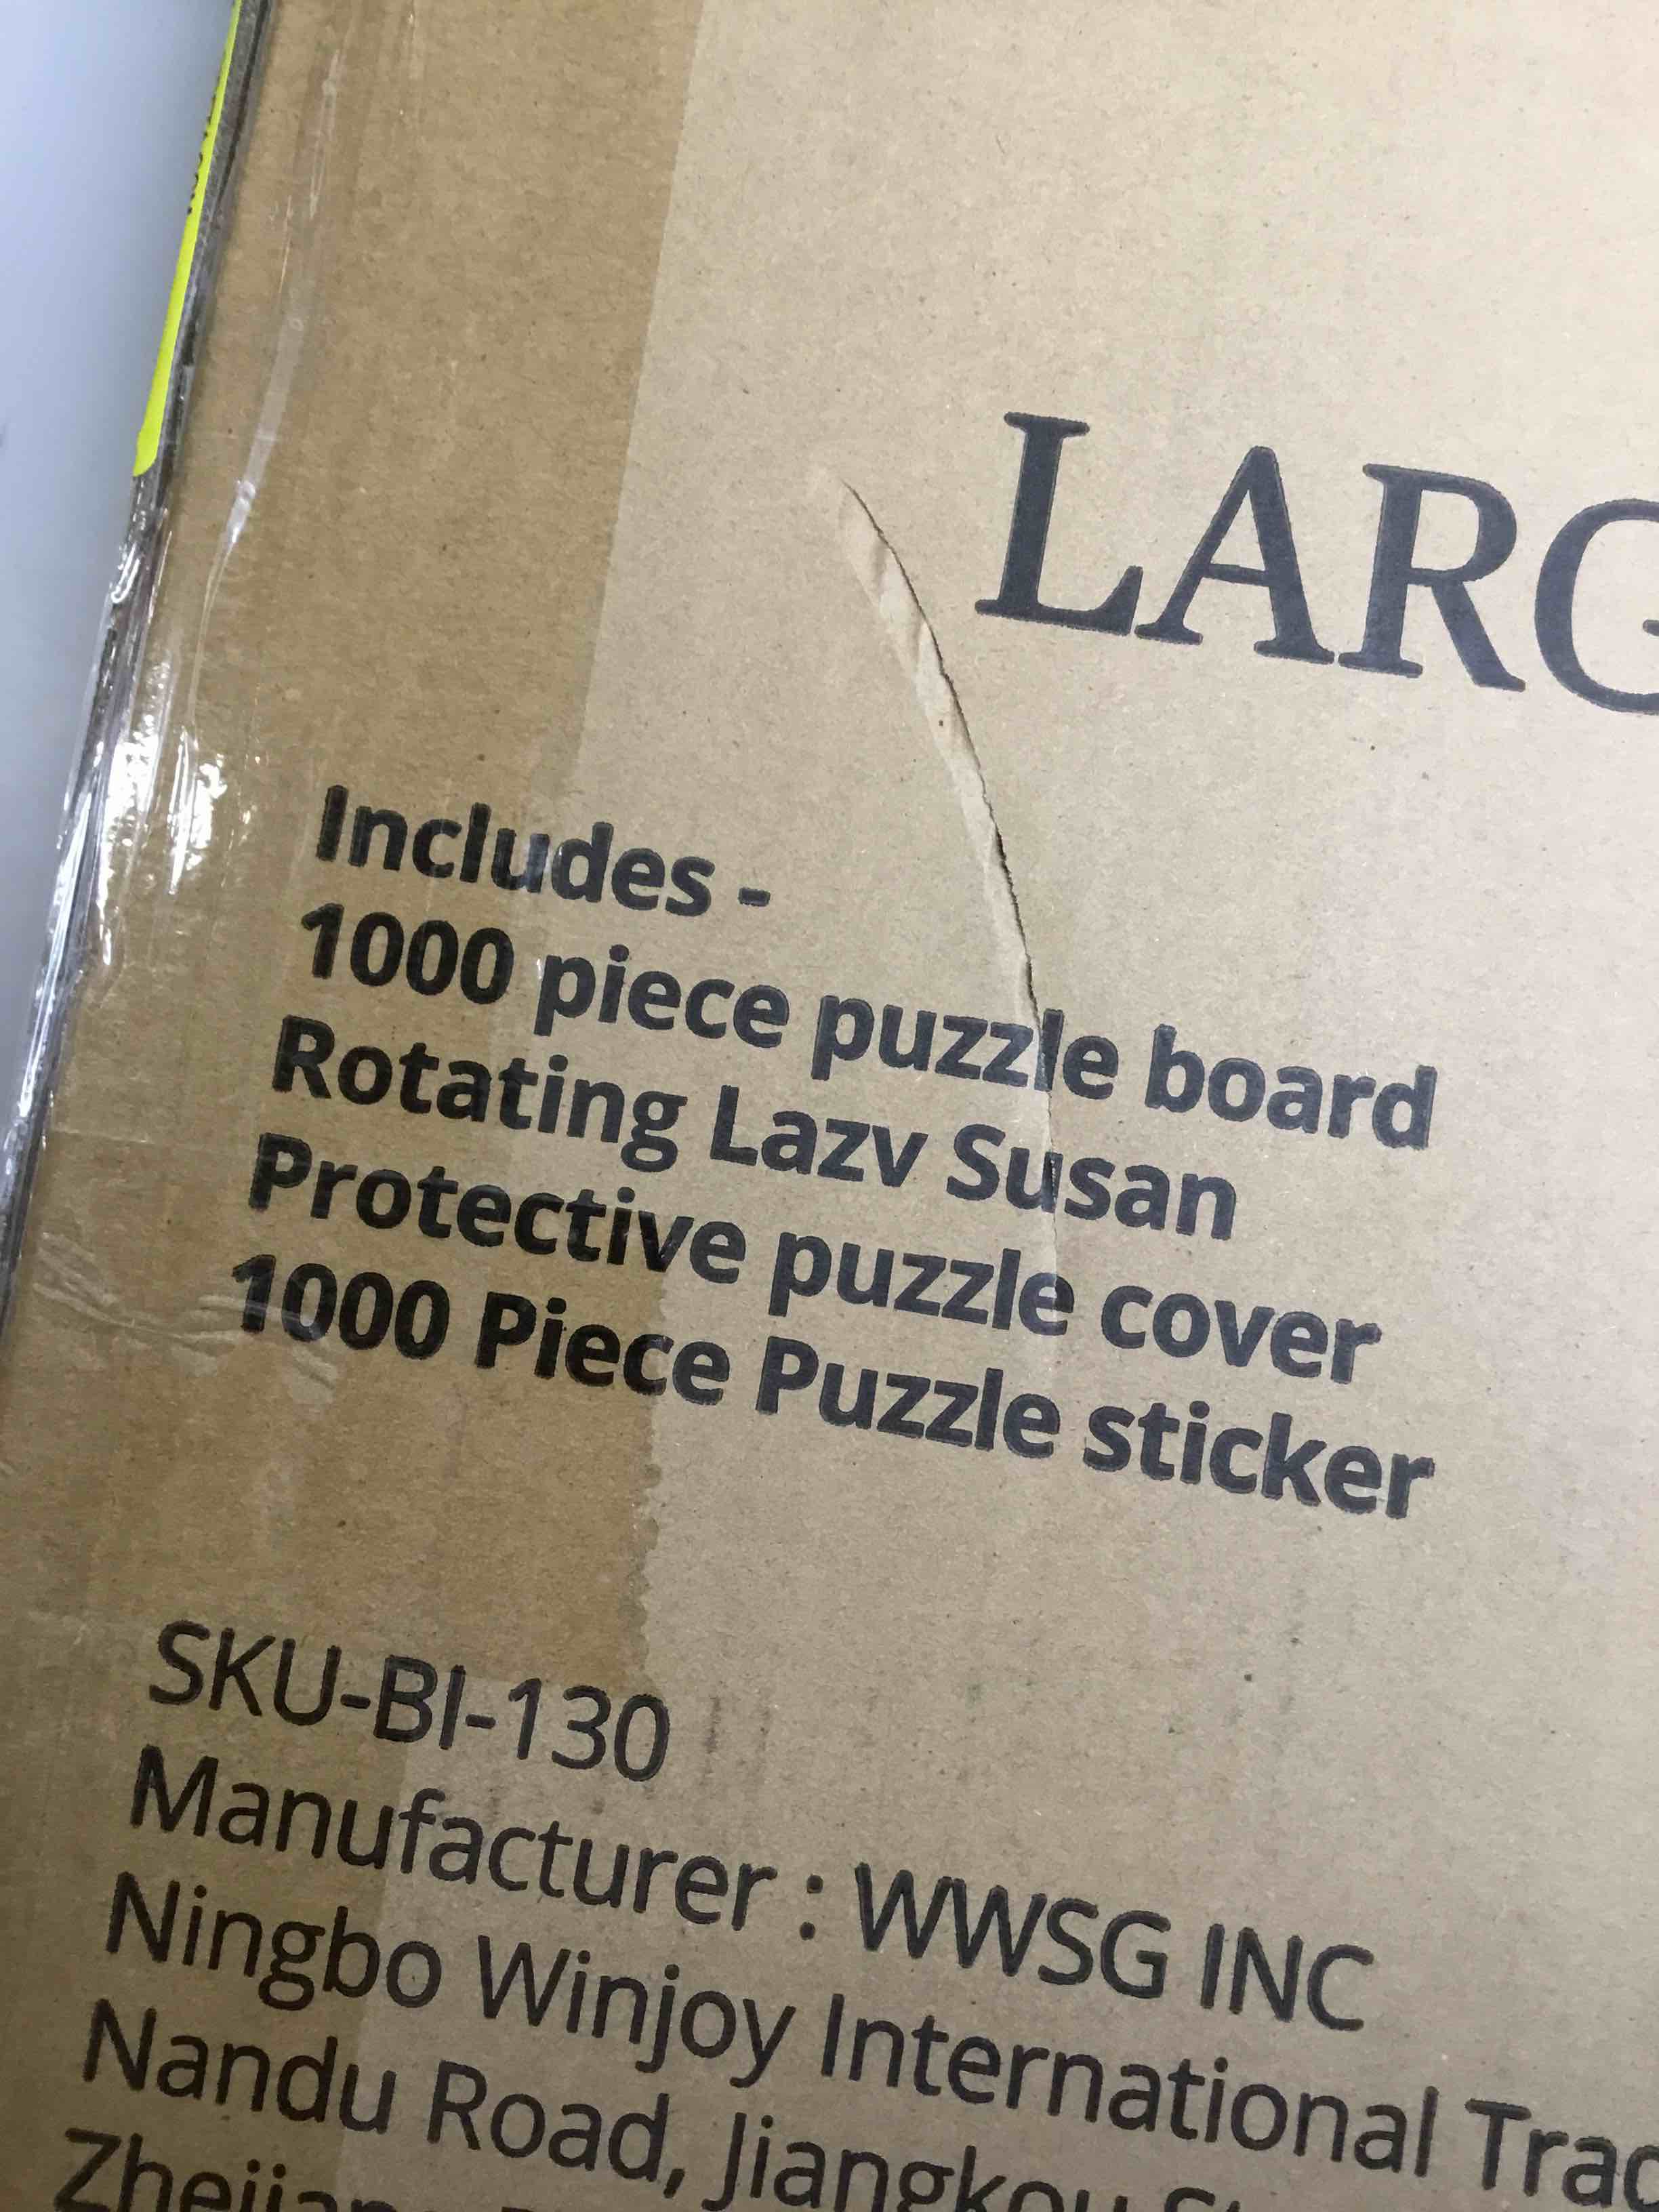 LARG
Includes -
1000 piece puzzle board
Rotating Lazv Susan
Protective puzzle cover
1000 Piece Puzzle sticker
SKU-BI-130
Manufacturer : WWSG INC
Ningbo Winjoy International Trad
Nandu Road, Jiangkou